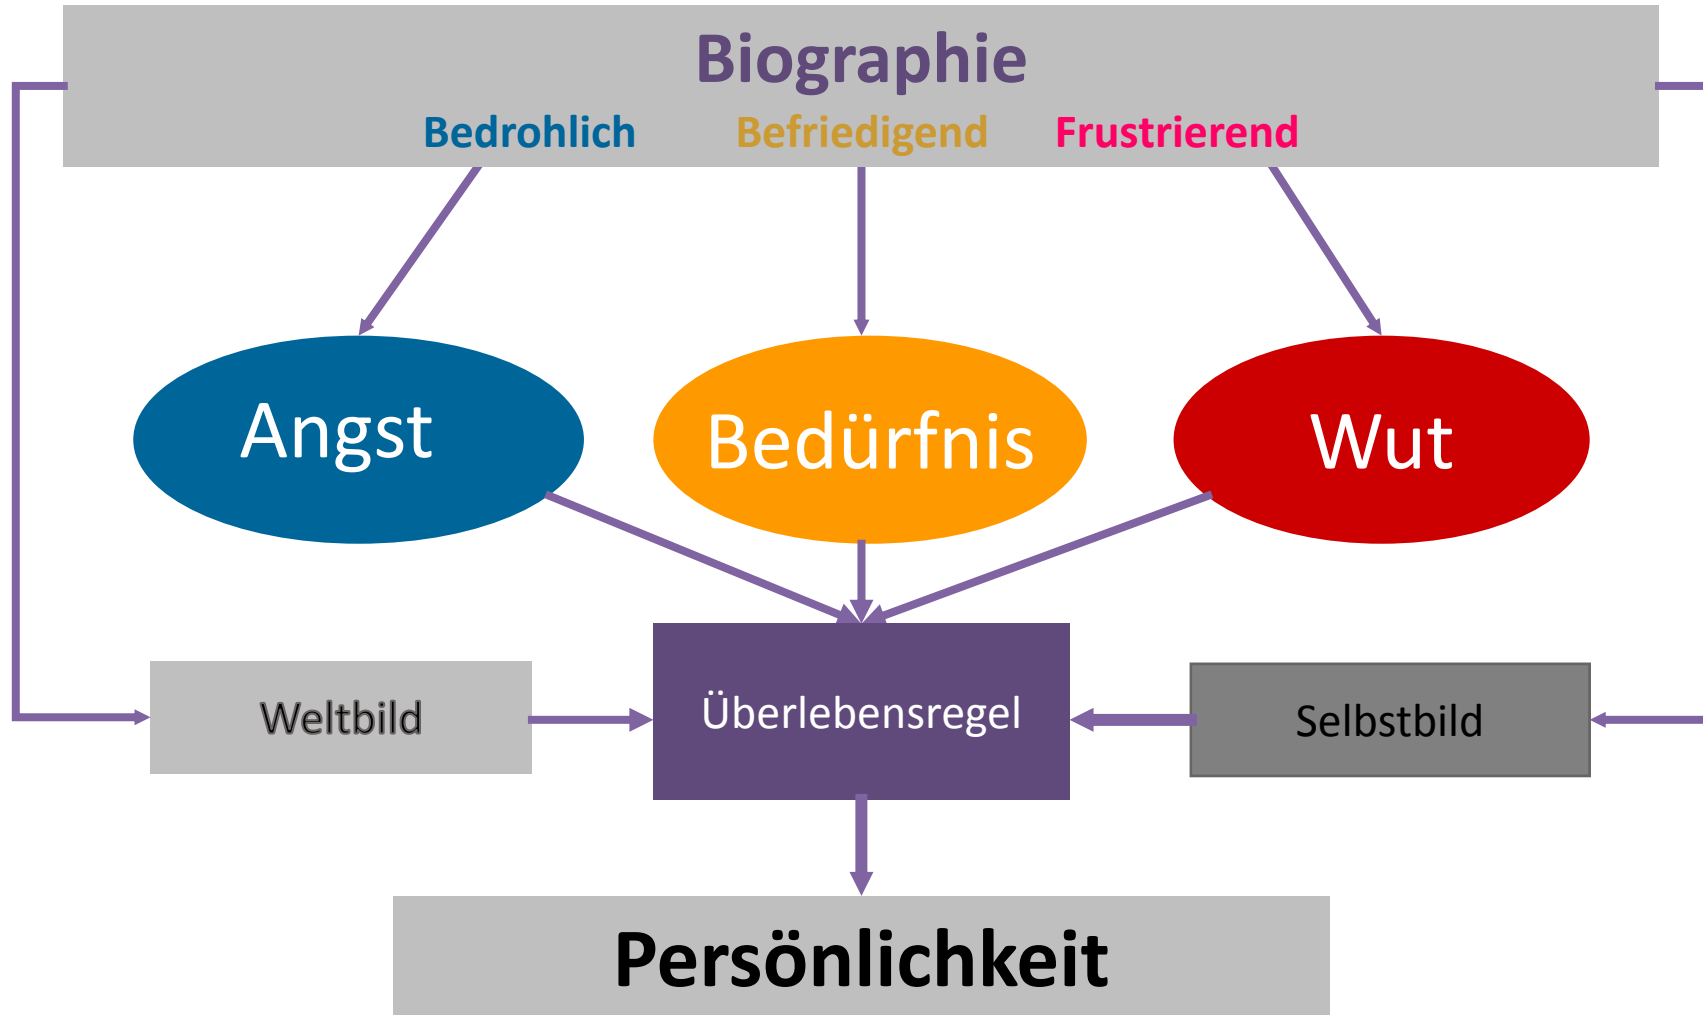 Biographie
Bedrohlich Befriedigend Frustrierend
Angst Bedürfnis Wut
Weltbild Überlebensregel Selbstbild
Persönlichkeit